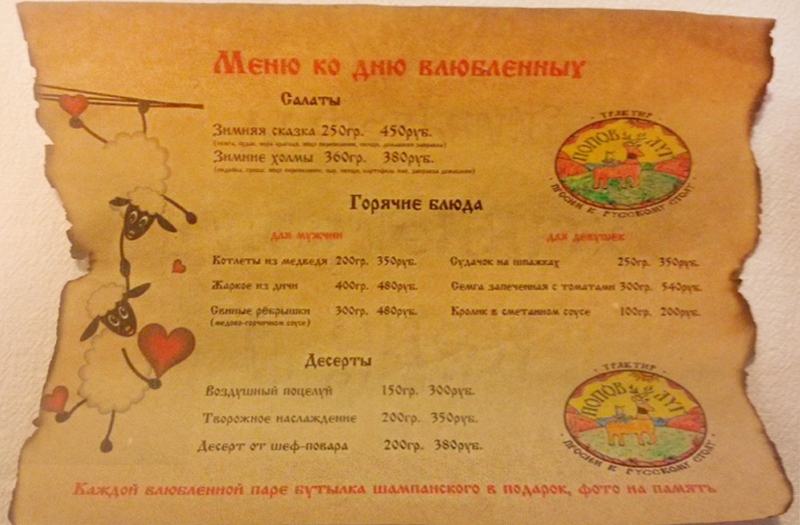 Меню ко дню влюбленных
Салаты
Зимняя сказка 250гр. 450руб.
Зимние холмы 360гр. 380руб.
ТРАКТИР
ПОПОВ ЛУГ
ПРОСИМ К РУССКОМУ СТОЛУ
Горячие блюда
для мужчин
Котлеты из медведя 200гр. 350руб.
Жаркое из дичи 400гр. 480руб.
Свиные рёбрышки 300гр. 480руб.
(медово-горчичном соусе)
для девушек
Судачок на шпажках 250гр. 350руб.
Семга запеченная с томатами 300гр. 540руб.
Кролик в сметанном соусе 100гр. 200руб.
Десерты
Воздушный поцелуй 150гр. 300руб.
Творожное наслаждение 200гр. 350руб.
Десерт от шеф-повара 200гр. 380руб.
ТРАКТИР
ПОПОВ ЛУГ
ПРОСИМ К РУССКОМУ СТОЛУ
Каждой влюбленной паре бутылка шампанского в подарок, фото на память